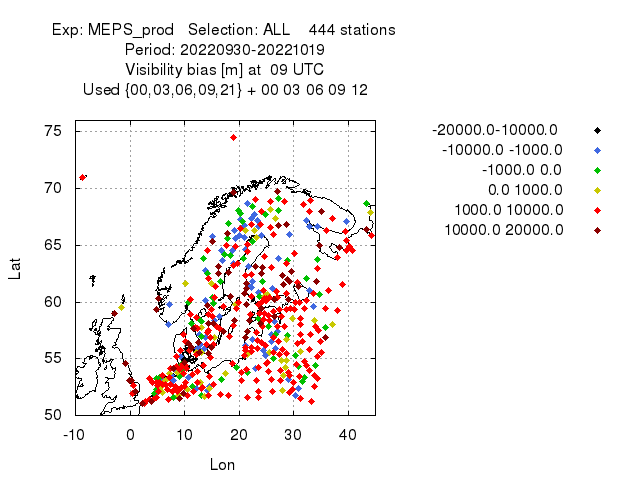 Exp: MEPS_prod   Selection: ALL    444 stations
Period: 20220930-20221019
Visibility bias [m] at  09 UTC
Used {00,03,06,09,21} + 00 03 06 09 12
-20000.0-10000.0
-10000.0 -1000.0
-1000.0 0.0
0.0 1000.0
1000.0 10000.0
10000.0 20000.0
75
70
65
60
55
50
Lat
-10 0 10 20 30 40
Lon